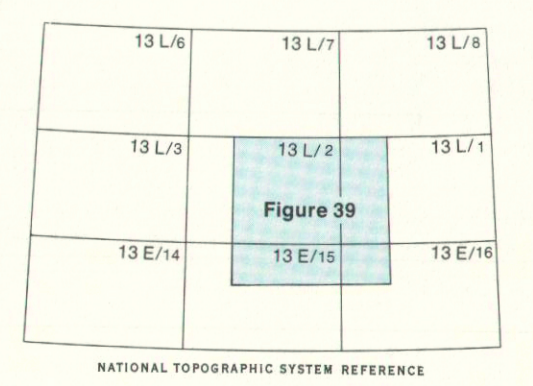 13 L/6 13 L/7 13 L/8
13 L/3 13 L/2 13 L/1
Figure 39
13 E/14 13 E/15 13 E/16
NATIONAL TOPOGRAPHIC SYSTEM REFERENCE